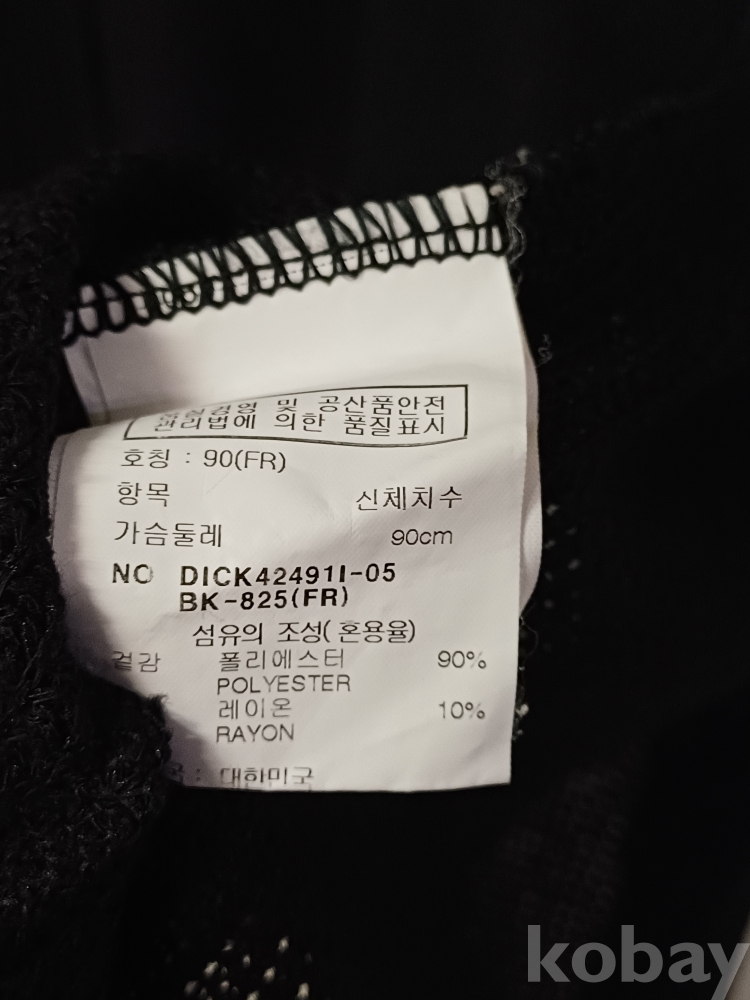 및 공산품안전
관리법에 의한 품질표시
호칭 : 90(FR)
항목 신체치수
가슴둘레 90cm
NO DICK42491I-05
BK-825(FR)
섬유의 조성(혼용율)
겉감 폴리에스터 90%
POLYESTER
레이온 10%
RAYON
: 대한민국
kobay